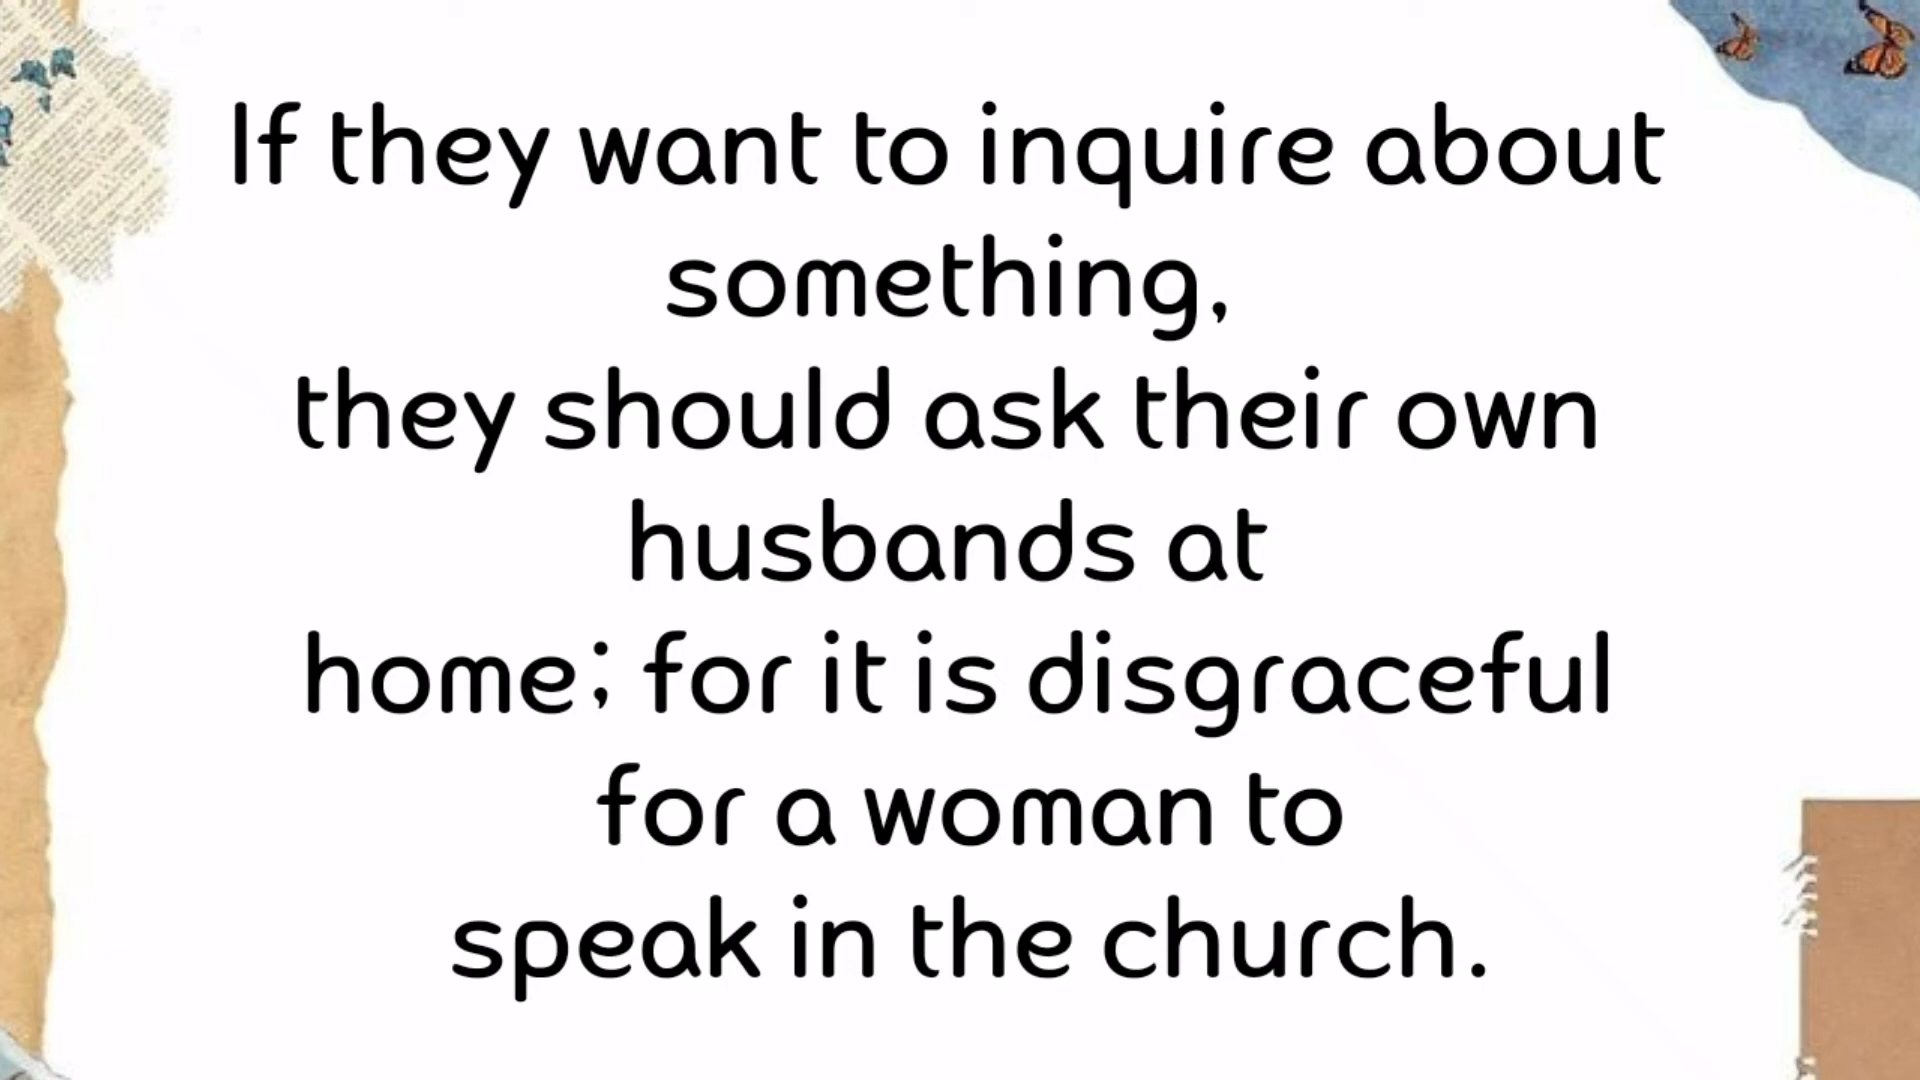 If they want to inquire about
something,
they should ask their own
husbands at
home; for it is disgraceful
for a woman to
speak in the church.